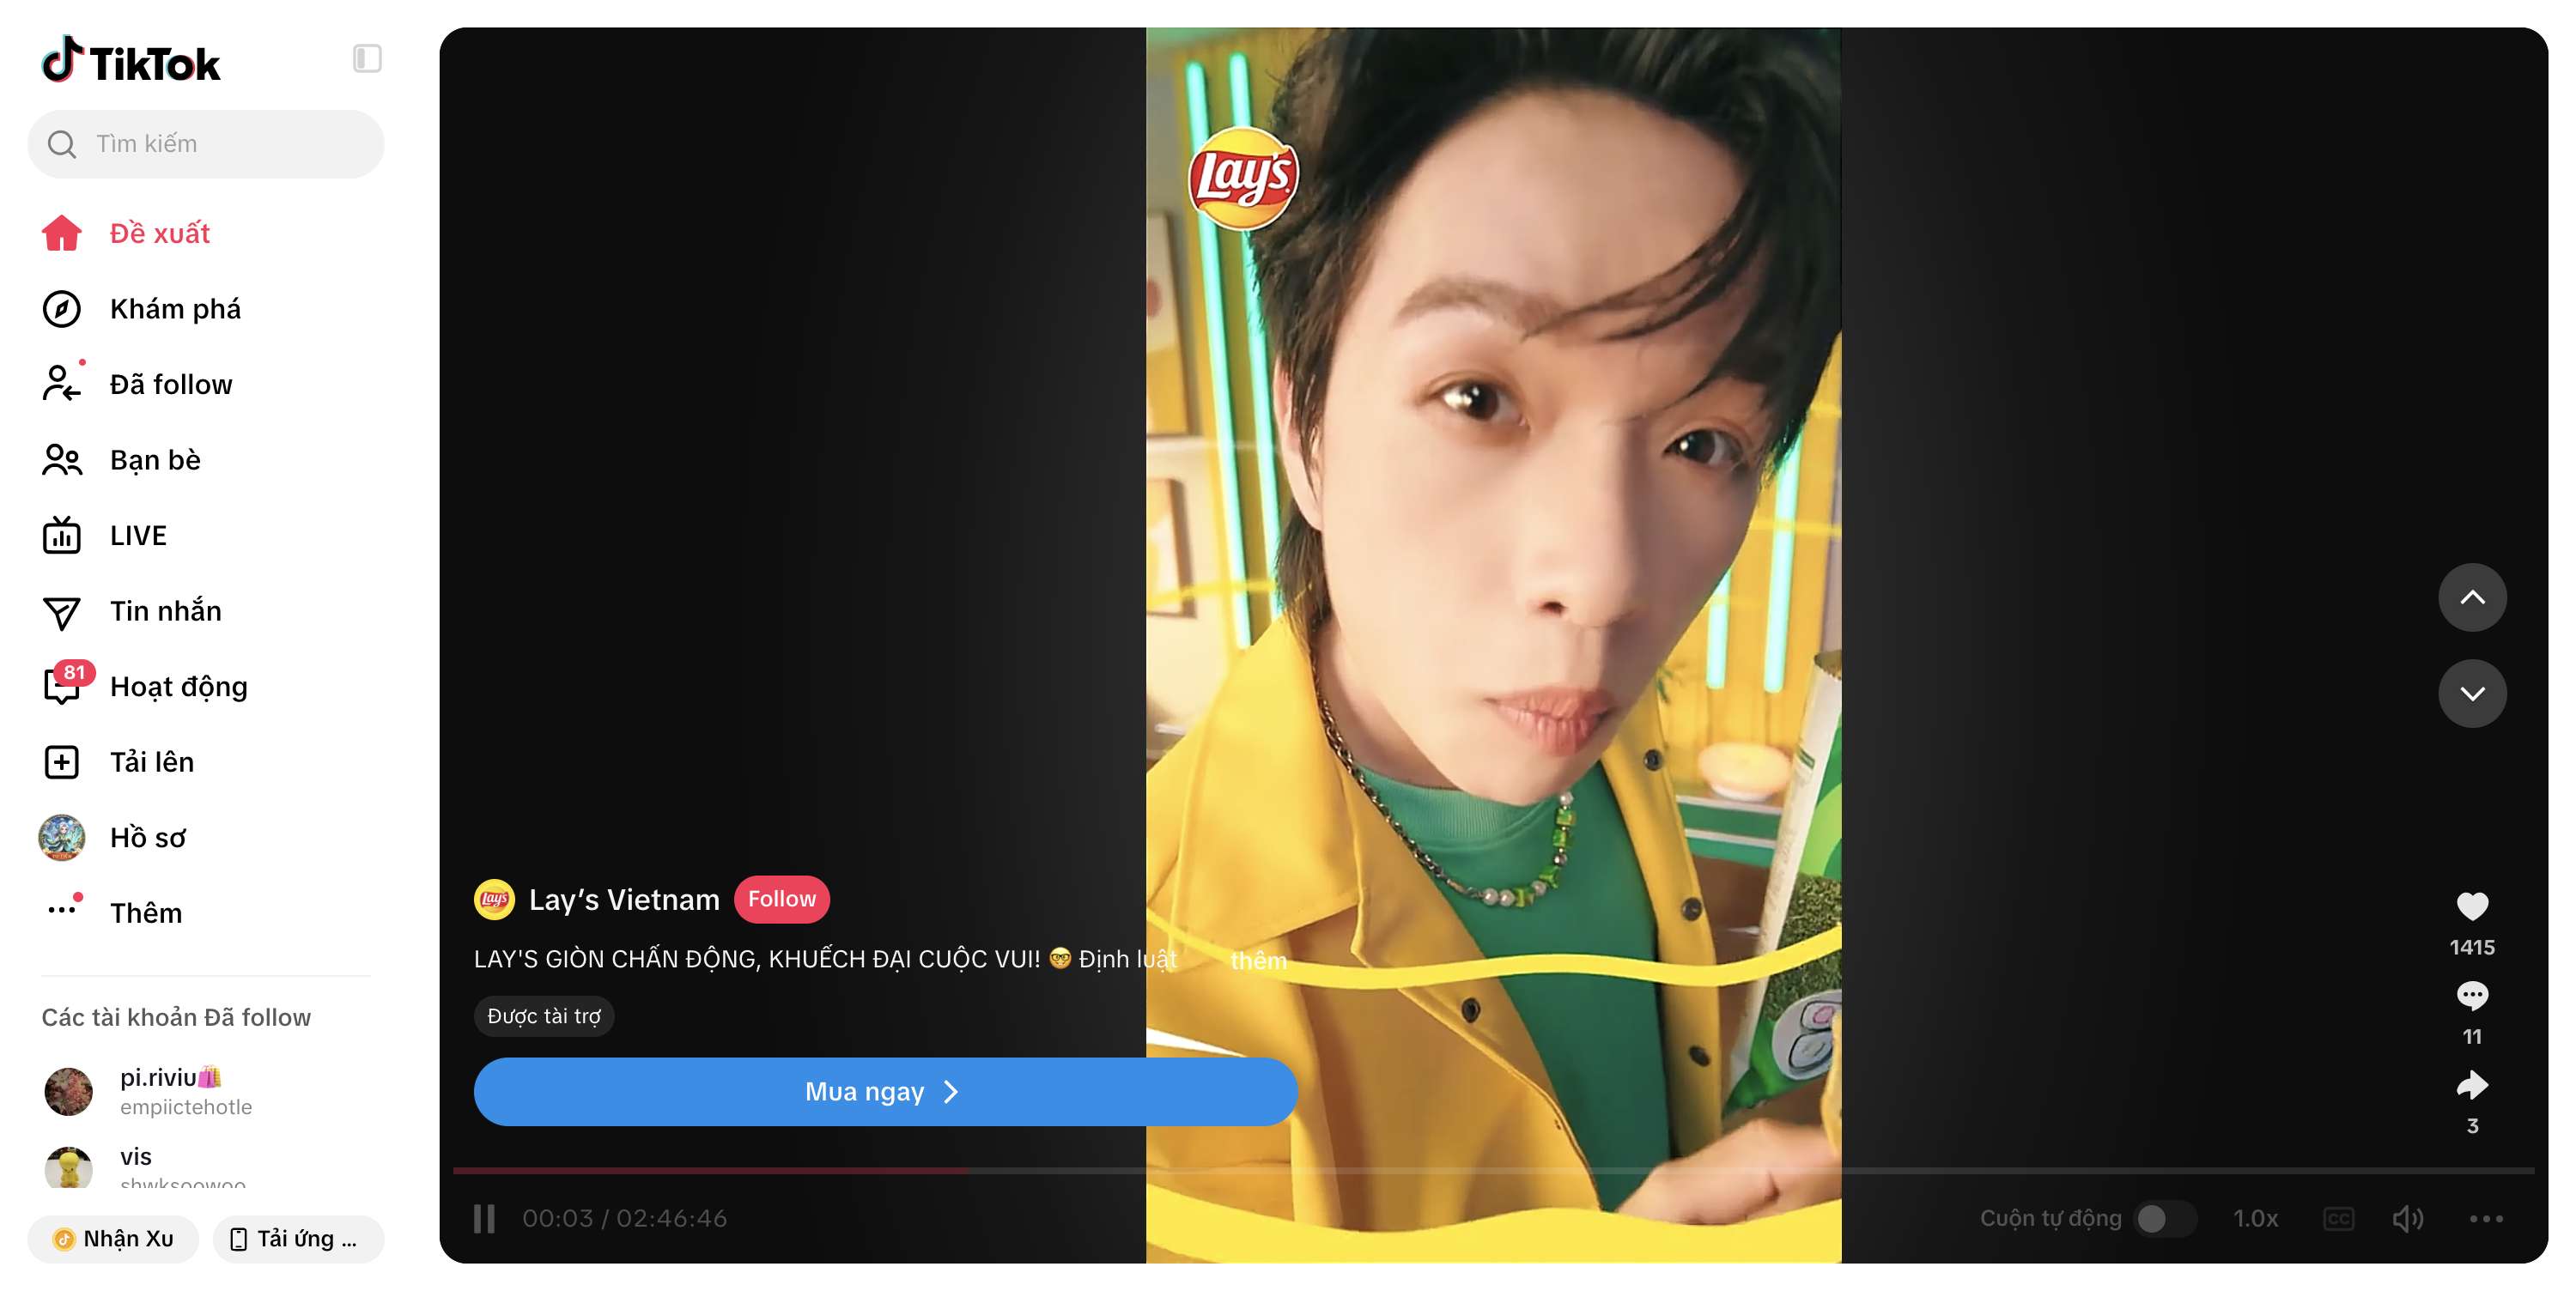 TikTok
Tìm kiếm
Đề xuất
Khám phá
Đã follow
Bạn bè
LIVE
Tin nhắn
81
Hoạt động
Tải lên
Hồ sơ
Thêm
Các tài khoản Đã follow
pi.riviu🛍️
empiictehotle
vis
shwksoowoo
Nhận Xu
Tải ứng ...
Lay's
Lay's
Lay's Vietnam
Follow
LAY'S GIÒN CHẤN ĐỘNG, KHUẾCH ĐẠI CUỘC VUI! 🤓 Định luật
thêm
Được tài trợ
Mua ngay
00:03 / 02:46:46
1415
11
3
Cuộn tự động
1.0x
CC